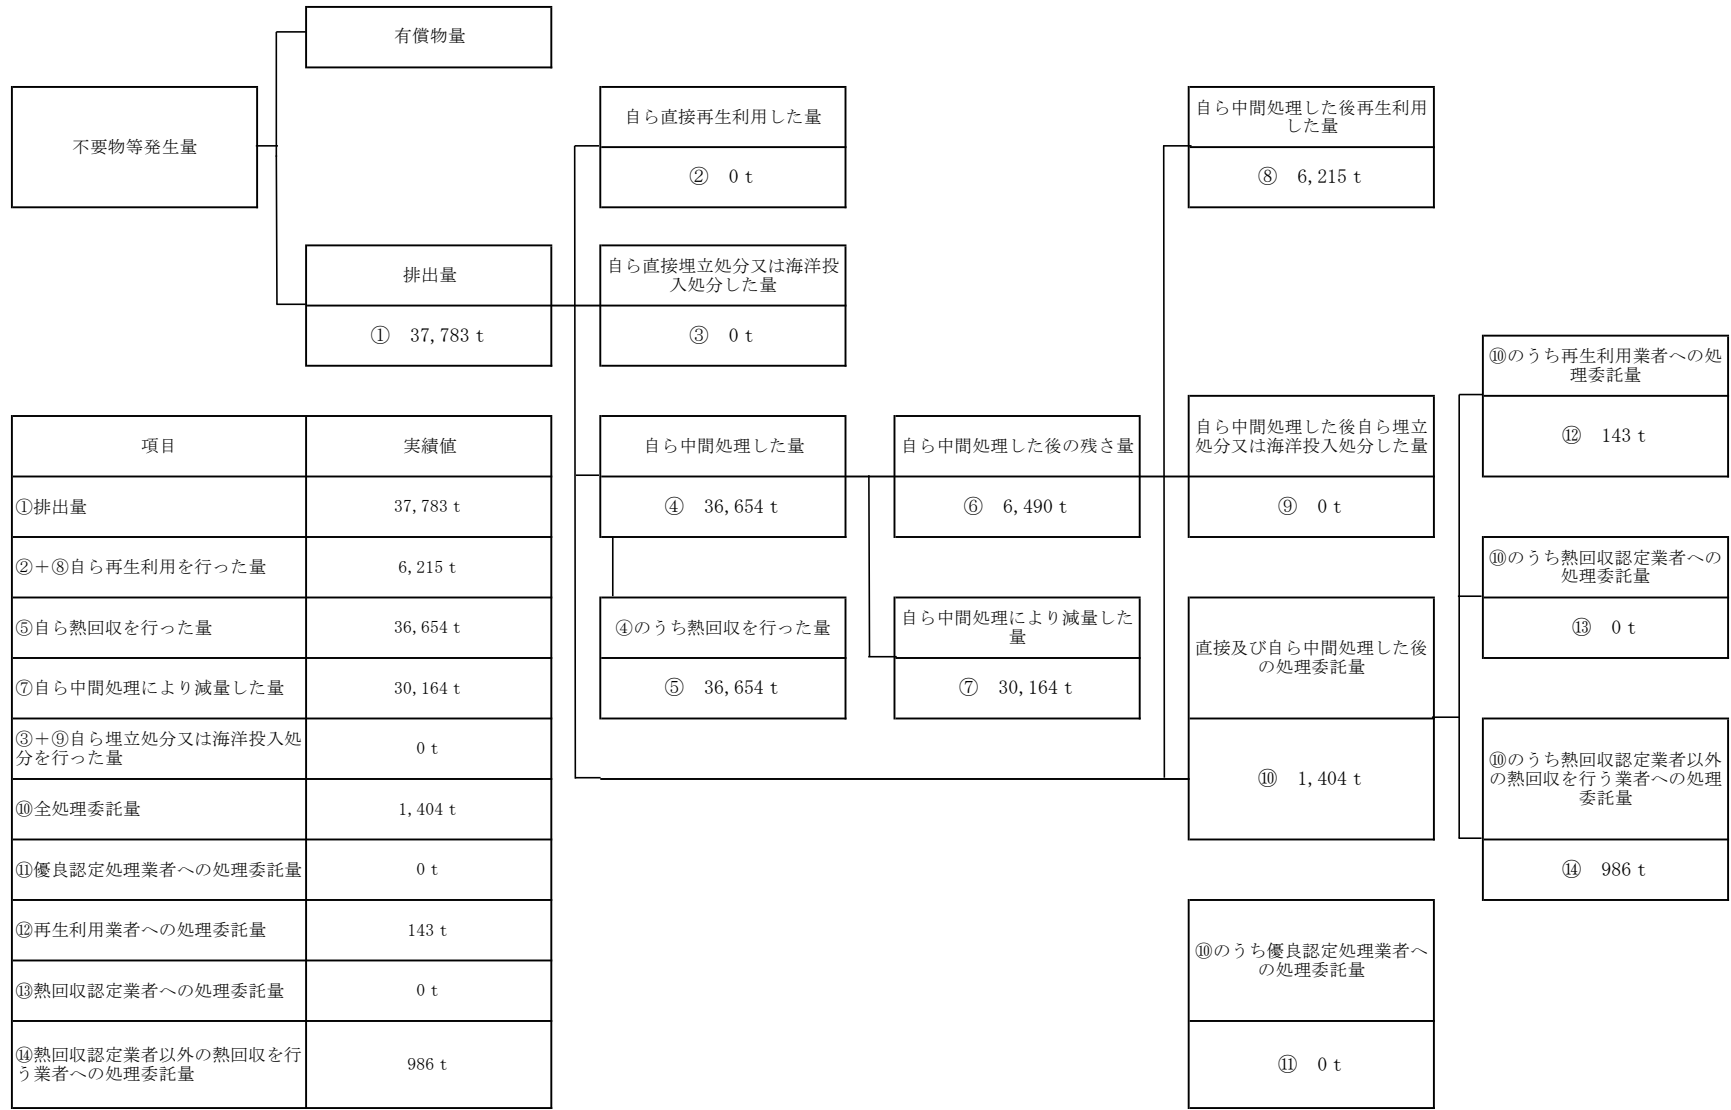 有償物量
不要物等発生量
自ら直接再生利用した量
② 0 t
自ら中間処理した後再生利用
した量
⑧ 6,215 t
排出量
① 37,783 t
自ら直接埋立処分又は海洋投
入処分した量
③ 0 t
自ら中間処理した量
④ 36,654 t
自ら中間処理した後の残さ量
⑥ 6,490 t
自ら中間処理した後自ら埋立
処分又は海洋投入処分した量
⑨ 0 t
⑩のうち再生利用業者への処
理委託量
⑫ 143 t
④のうち熱回収を行った量
⑤ 36,654 t
自ら中間処理により減量した
量
⑦ 30,164 t
直接及び自ら中間処理した後
の処理委託量
⑩ 1,404 t
⑩のうち熱回収認定業者への
処理委託量
⑬ 0 t
⑩のうち熱回収認定業者以外
の熱回収を行う業者への処理
委託量
⑭ 986 t
⑩のうち優良認定処理業者へ
の処理委託量
⑪ 0 t
項目 実績値
①排出量 37,783 t
②＋⑧自ら再生利用を行った量 6,215 t
⑤自ら熱回収を行った量 36,654 t
⑦自ら中間処理により減量した量 30,164 t
③＋⑨自ら埋立処分又は海洋投入処
分を行った量 0 t
⑩全処理委託量 1,404 t
⑪優良認定処理業者への処理委託量 0 t
⑫再生利用業者への処理委託量 143 t
⑬熱回収認定業者への処理委託量 0 t
⑭熱回収認定業者以外の熱回収を行
う業者への処理委託量 986 t